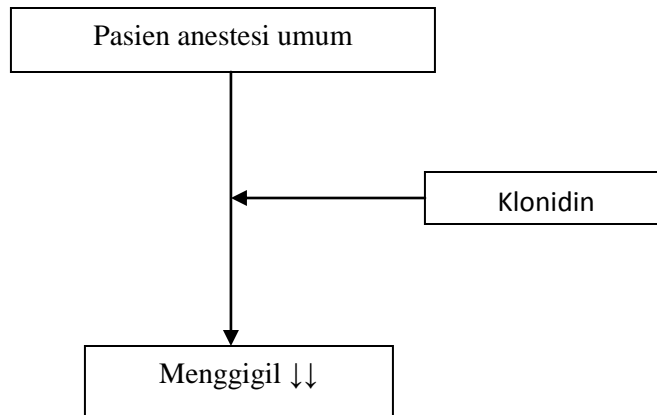 Pasien anestesi umum
Klonidin
Menggigil ↓↓